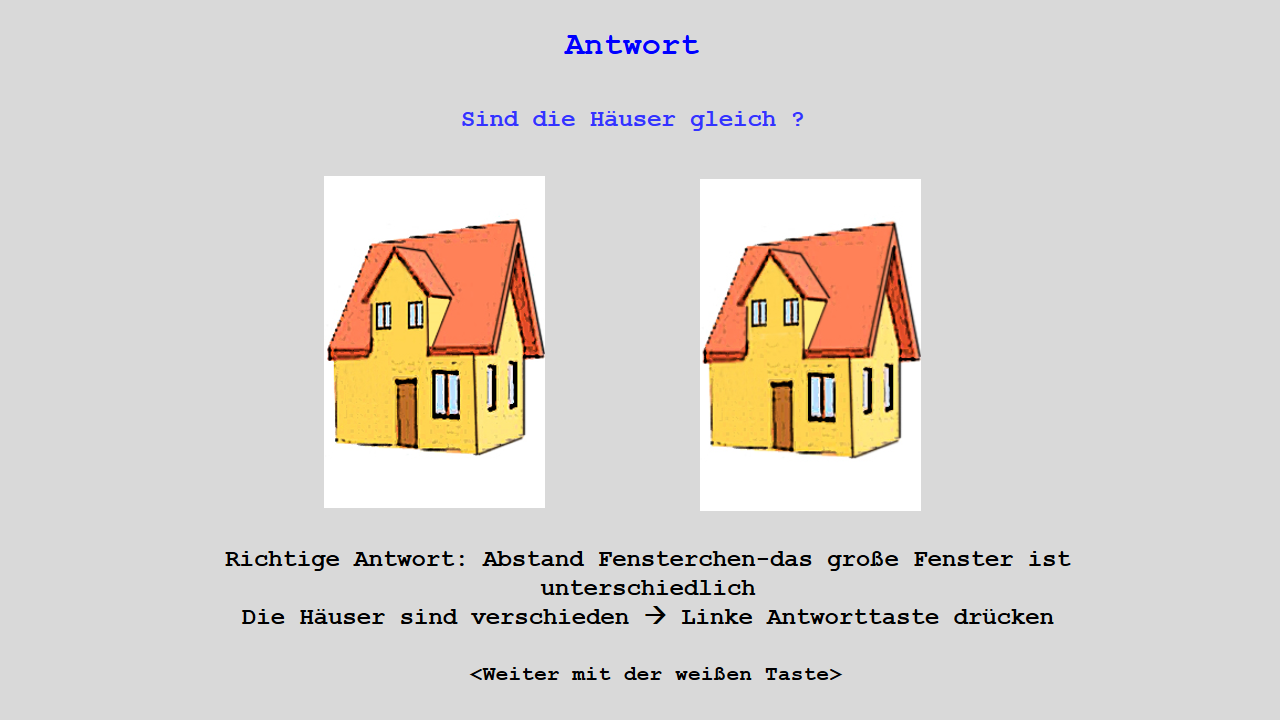 Antwort
Sind die Häuser gleich ?
Richtige Antwort: Abstand Fensterchen-das große Fenster ist
unterschiedlich
Die Häuser sind verschieden → Linke Antworttaste drücken
<Weiter mit der weißen Taste>